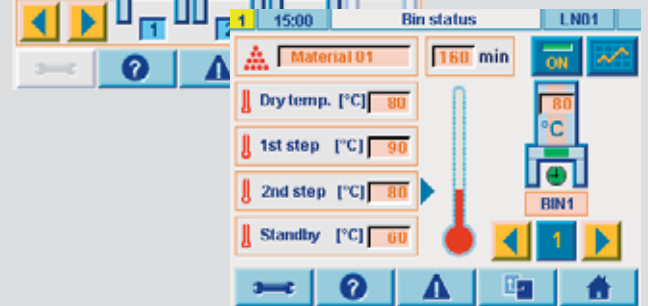 1 15:00 Bin status LN01
Material 01 160 min ON
Dry temp. [°C] 80
80 °C
1st step [°C] 90
2nd step [°C] 80
BIN1
Standby [°C] 60
1
1
2
?
?